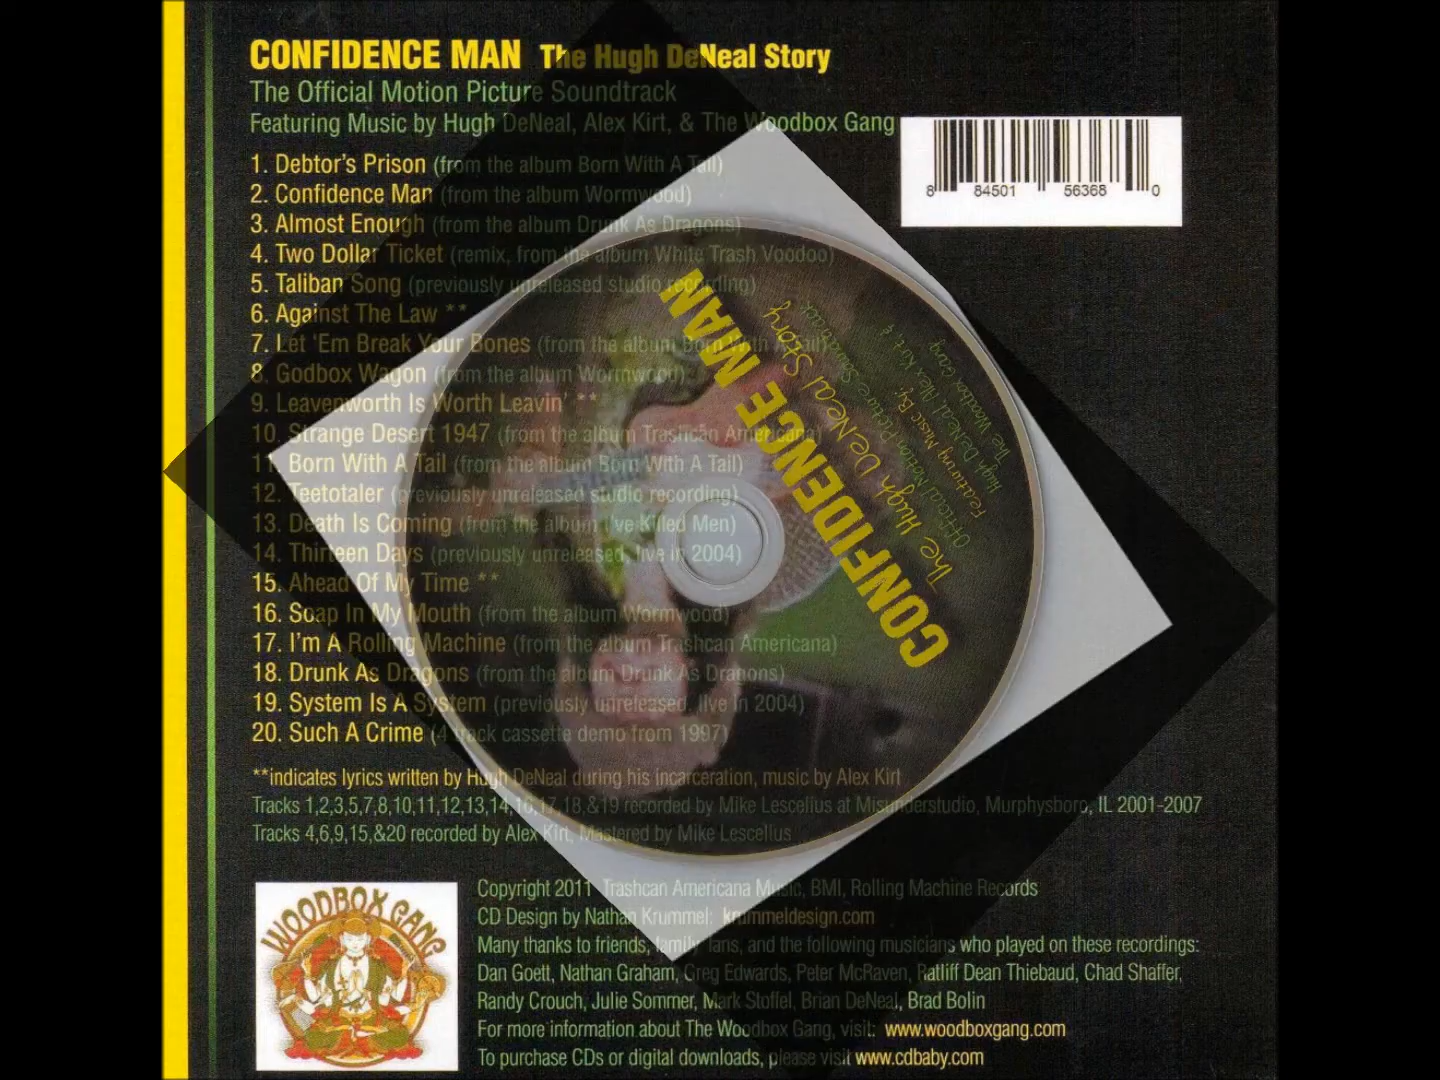 CONFIDENCE MAN The Hugh DeNeal Story
The Official Motion Picture Soundtrack
Featuring Music by Hugh DeNeal, Alex Kirt, & The Woodbox Gang
8 84501 56368 0
1. Debtor's Prison (from the album Born With A Tail)
2. Confidence Man (from the album Wormwood)
3. Almost Enough (from the album Drunk As Dragons)
4. Two Dollar Ticket (remix, from the album White Trash Voodoo)
5. Taliban Song (previously unreleased studio recording)
6. Against The Law **
7. Let 'Em Break Your Bones (from the album Born With A Tail)
8. Godbox Wagon (from the album Wormwood)
9. Leavenworth Is Worth Leavin' **
10. Strange Desert 1947 (from the album Trashcan Americana)
11. Born With A Tail (from the album Born With A Tail)
12. Teetotaler (previously unreleased studio recording)
13. Death Is Coming (from the album I've Killed Men)
14. Thirteen Days (previously unreleased, live in 2004)
15. Ahead Of My Time **
16. Soap In My Mouth (from the album Wormwood)
17. I'm A Rolling Machine (from the album Trashcan Americana)
18. Drunk As Dragons (from the album Drunk As Dragons)
19. System Is A System (previously unreleased, live in 2004)
20. Such A Crime (4 track cassette demo from 1997)
**indicates lyrics written by Hugh DeNeal during his incarceration, music by Alex Kirt
Tracks 1,2,3,5,7,8,10,11,12,13,14,16,17,18,&19 recorded by Mike Lescelius at Misunderstudio, Murphysboro, IL 2001-2007
Tracks 4,6,9,15,&20 recorded by Alex Kirt, Mastered by Mike Lescelius
CONFIDENCE MAN
The Hugh DeNeal Story
Official Motion Picture Soundtrack
Featuring Music By:
Hugh DeNeal, Alex Kirt, &
The Woodbox Gang
WOODBOX GANG
Copyright 2011 Trashcan Americana Music, BMI, Rolling Machine Records
CD Design by Nathan Krummel: krummeldesign.com
Many thanks to friends, family, fans, and the following musicians who played on these recordings:
Dan Goett, Nathan Graham, Greg Edwards, Peter McRaven, Ratliff Dean Thiebaud, Chad Shaffer,
Randy Crouch, Julie Sommer, Mark Stoffel, Brian DeNeal, Brad Bolin
For more information about The Woodbox Gang, visit: www.woodboxgang.com
To purchase CDs or digital downloads, please visit www.cdbaby.com